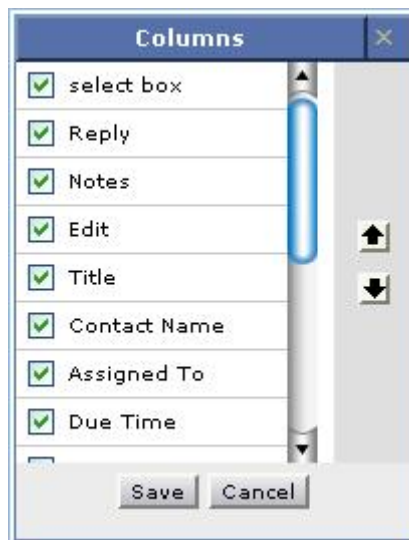 Columns
select box
Reply
Notes
Edit
Title
Contact Name
Assigned To
Due Time
Save Cancel